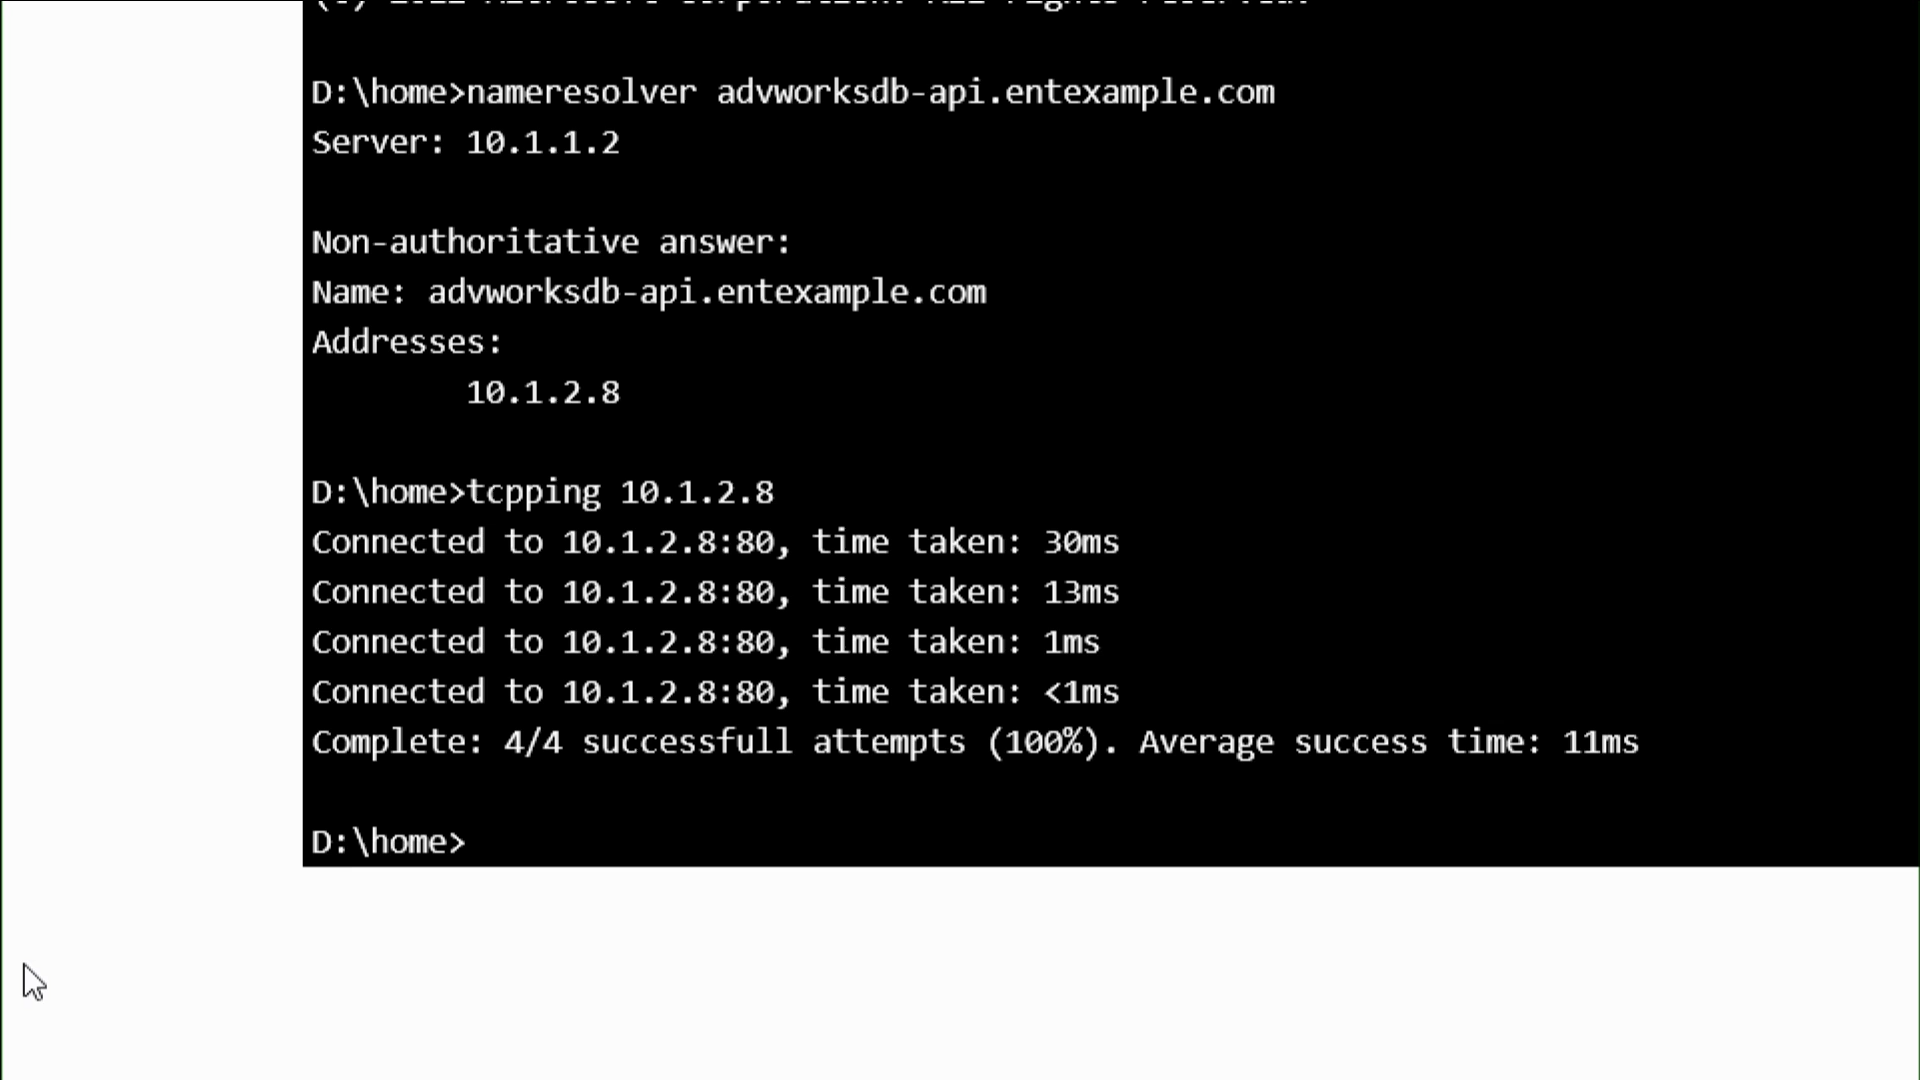 D:\home>nameresolver advworksdb-api.entexample.com
Server: 10.1.1.2
Non-authoritative answer:
Name: advworksdb-api.entexample.com
Addresses:
10.1.2.8
D:\home>tcpping 10.1.2.8
Connected to 10.1.2.8:80, time taken: 30ms
Connected to 10.1.2.8:80, time taken: 13ms
Connected to 10.1.2.8:80, time taken: 1ms
Connected to 10.1.2.8:80, time taken: <1ms
Complete: 4/4 successfull attempts (100%). Average success time: 11ms
D:\home>